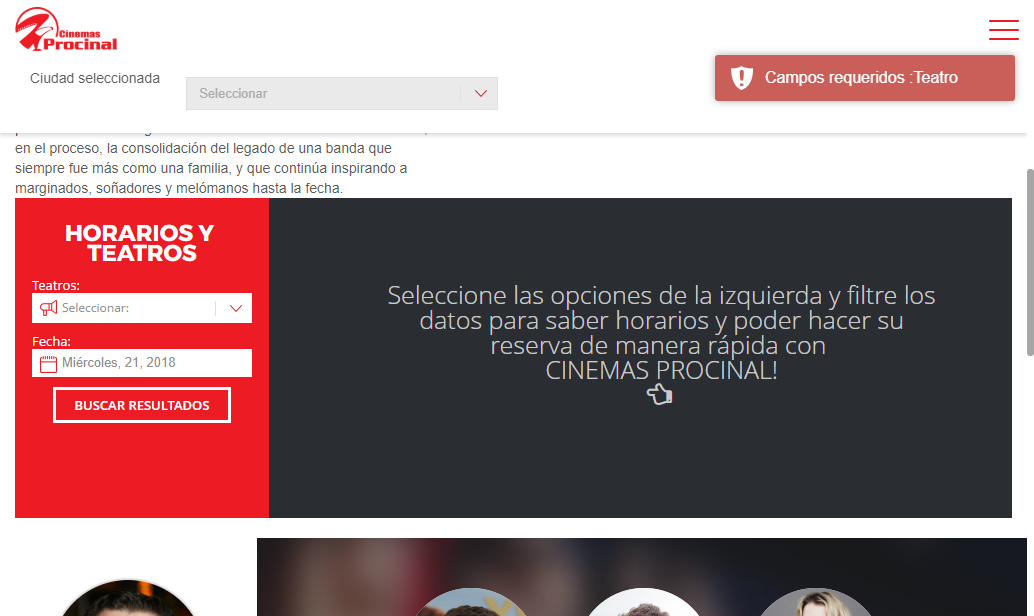 Cinemas
Procinal
Ciudad seleccionada
Seleccionar
Campos requeridos :Teatro
en el proceso, la consolidación del legado de una banda que
siempre fue más como una familia, y que continúa inspirando a
marginados, soñadores y melómanos hasta la fecha.
HORARIOS Y
TEATROS
Teatros:
Seleccionar:
Fecha:
Miércoles, 21, 2018
BUSCAR RESULTADOS
Seleccione las opciones de la izquierda y filtre los
datos para saber horarios y poder hacer su
reserva de manera rápida con
CINEMAS PROCINAL!